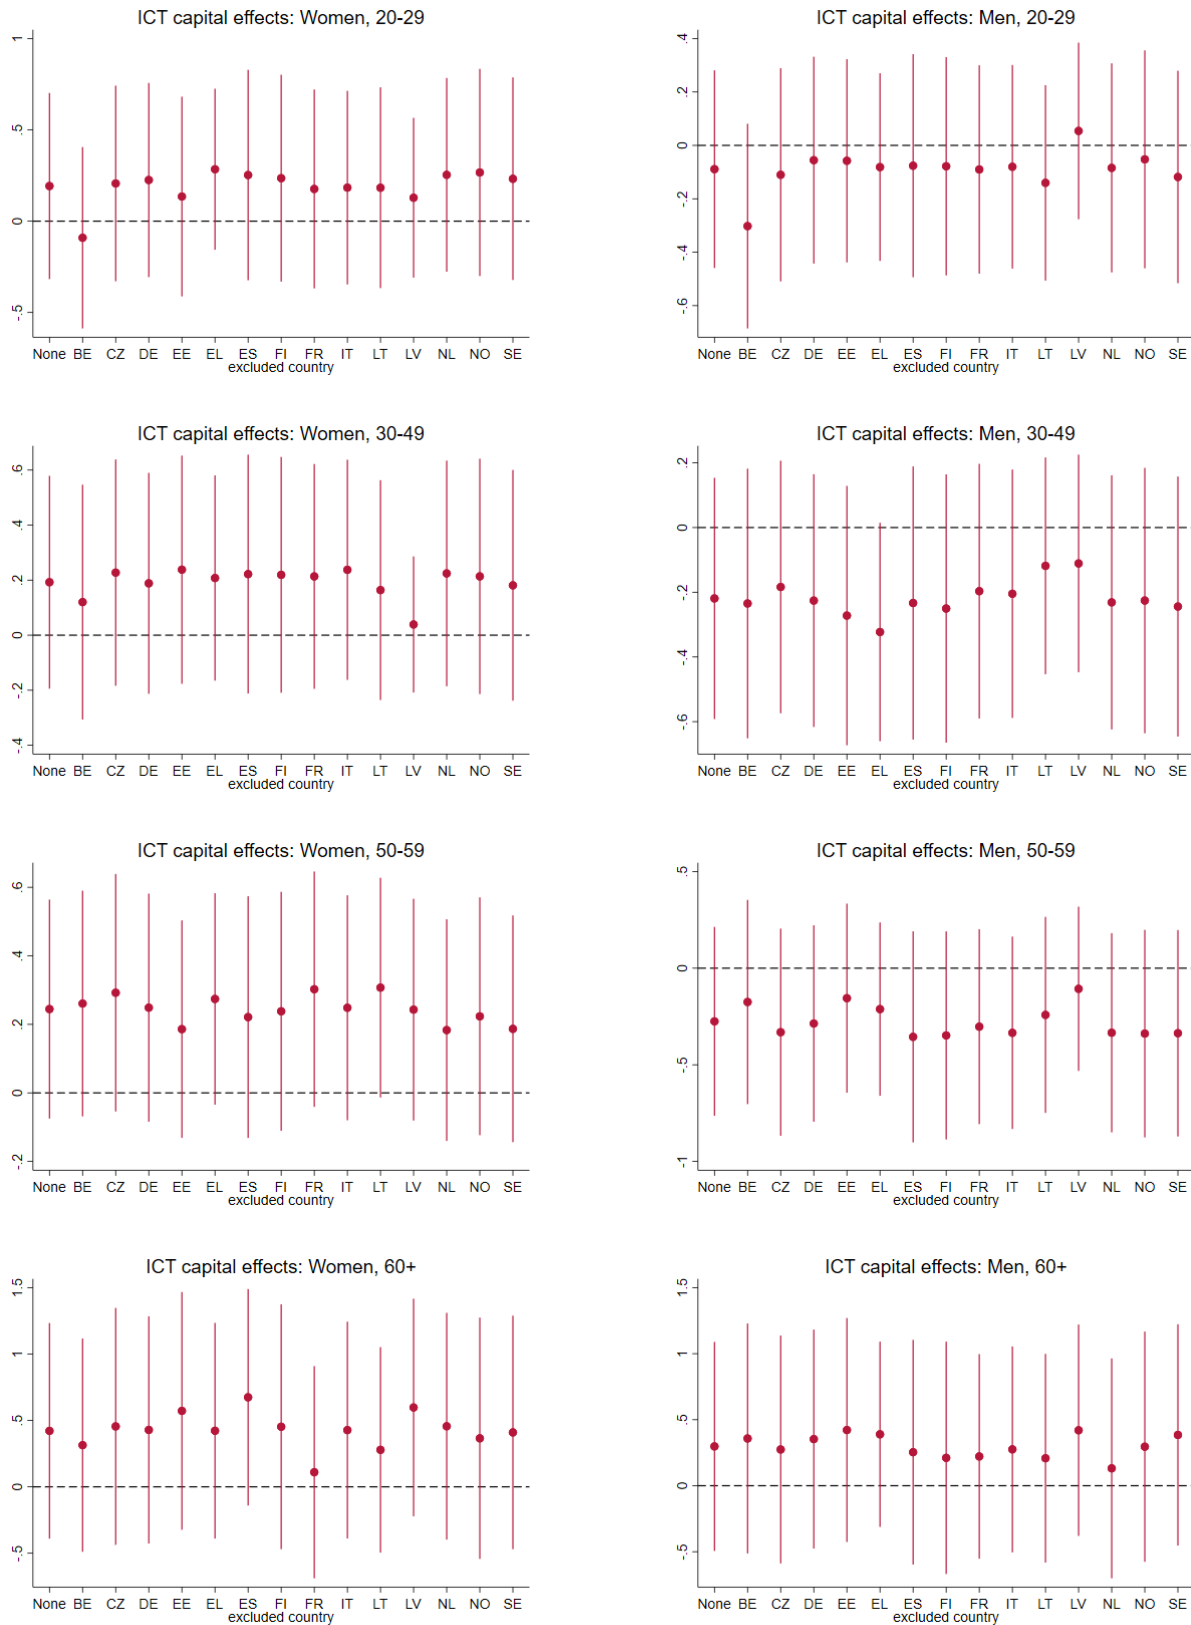 ICT capital effects: Women, 20-29
1
.5
0
-.5
None BE CZ DE EE EL ES FI FR IT LT LV NL NO SE
excluded country
ICT capital effects: Men, 20-29
.4
.2
0
-.2
-.4
-.6
None BE CZ DE EE EL ES FI FR IT LT LV NL NO SE
excluded country
ICT capital effects: Women, 30-49
.6
.4
.2
0
-.2
-.4
None BE CZ DE EE EL ES FI FR IT LT LV NL NO SE
excluded country
ICT capital effects: Men, 30-49
.2
0
-.2
-.4
-.6
None BE CZ DE EE EL ES FI FR IT LT LV NL NO SE
excluded country
ICT capital effects: Women, 50-59
.6
.4
.2
0
-.2
None BE CZ DE EE EL ES FI FR IT LT LV NL NO SE
excluded country
ICT capital effects: Men, 50-59
.5
0
-.5
-1
None BE CZ DE EE EL ES FI FR IT LT LV NL NO SE
excluded country
ICT capital effects: Women, 60+
1.5
1
.5
0
-.5
None BE CZ DE EE EL ES FI FR IT LT LV NL NO SE
excluded country
ICT capital effects: Men, 60+
1.5
1
.5
0
-.5
None BE CZ DE EE EL ES FI FR IT LT LV NL NO SE
excluded country